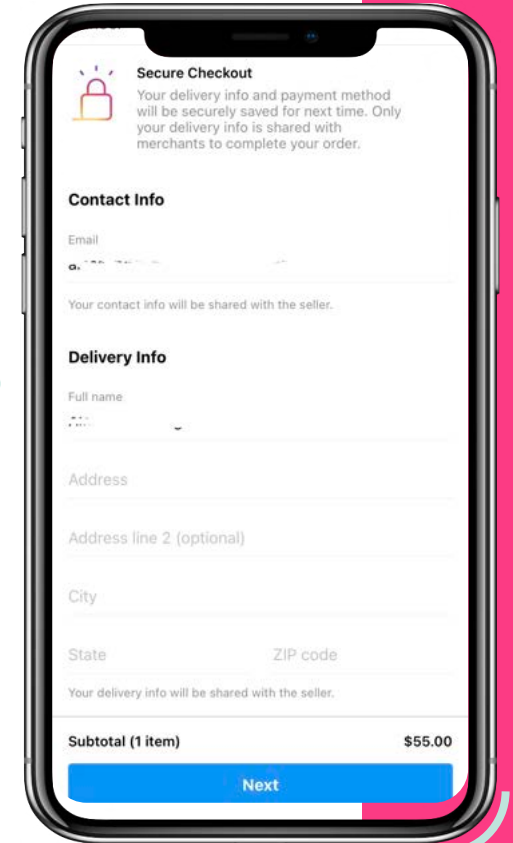 Secure Checkout
Your delivery info and payment method
will be securely saved for next time. Only
your delivery info is shared with
merchants to complete your order.
Contact Info
Email
Your contact info will be shared with the seller.
Delivery Info
Full name
Address
Address line 2 (optional)
City
State ZIP code
Your delivery info will be shared with the seller.
Subtotal (1 item) $55.00
Next